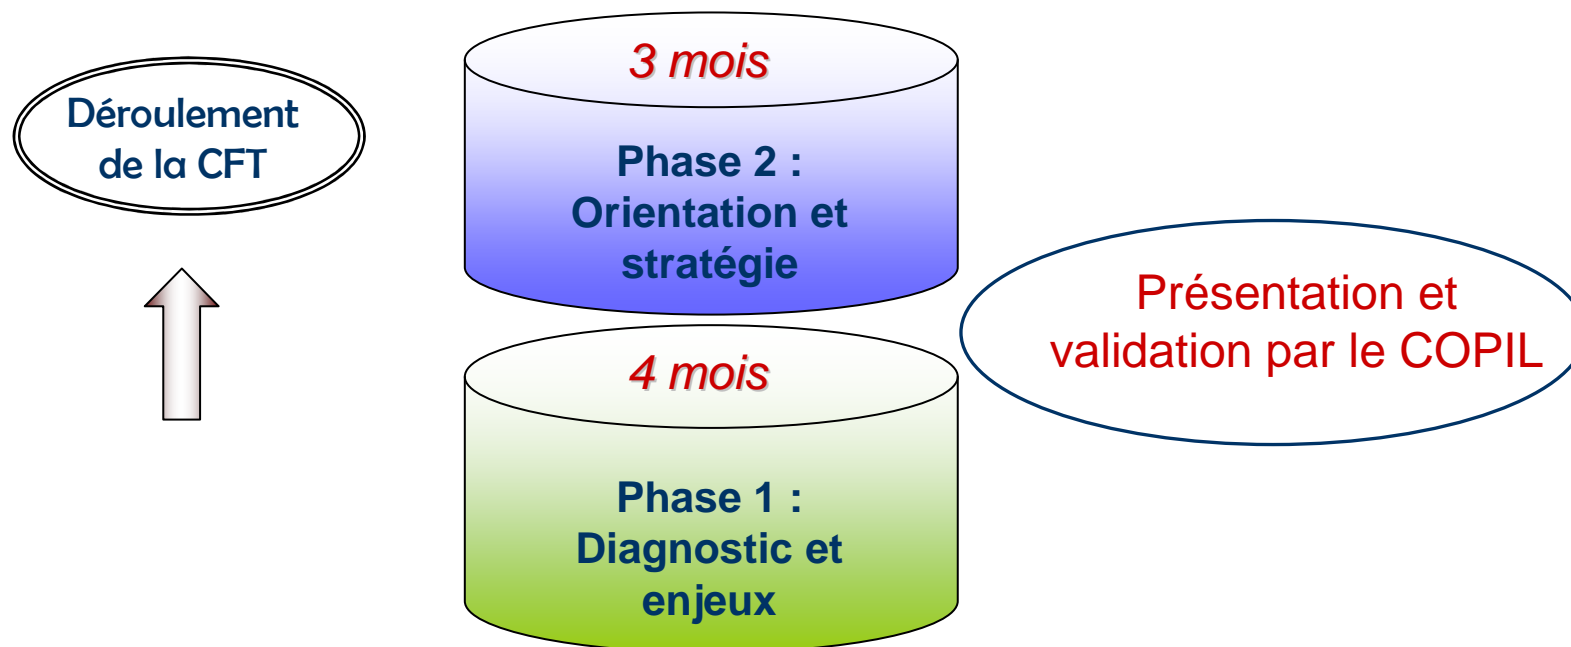 Déroulement
de la CFT
3 mois
Phase 2 :
Orientation et
stratégie
Présentation et
validation par le COPIL
4 mois
Phase 1 :
Diagnostic et
enjeux